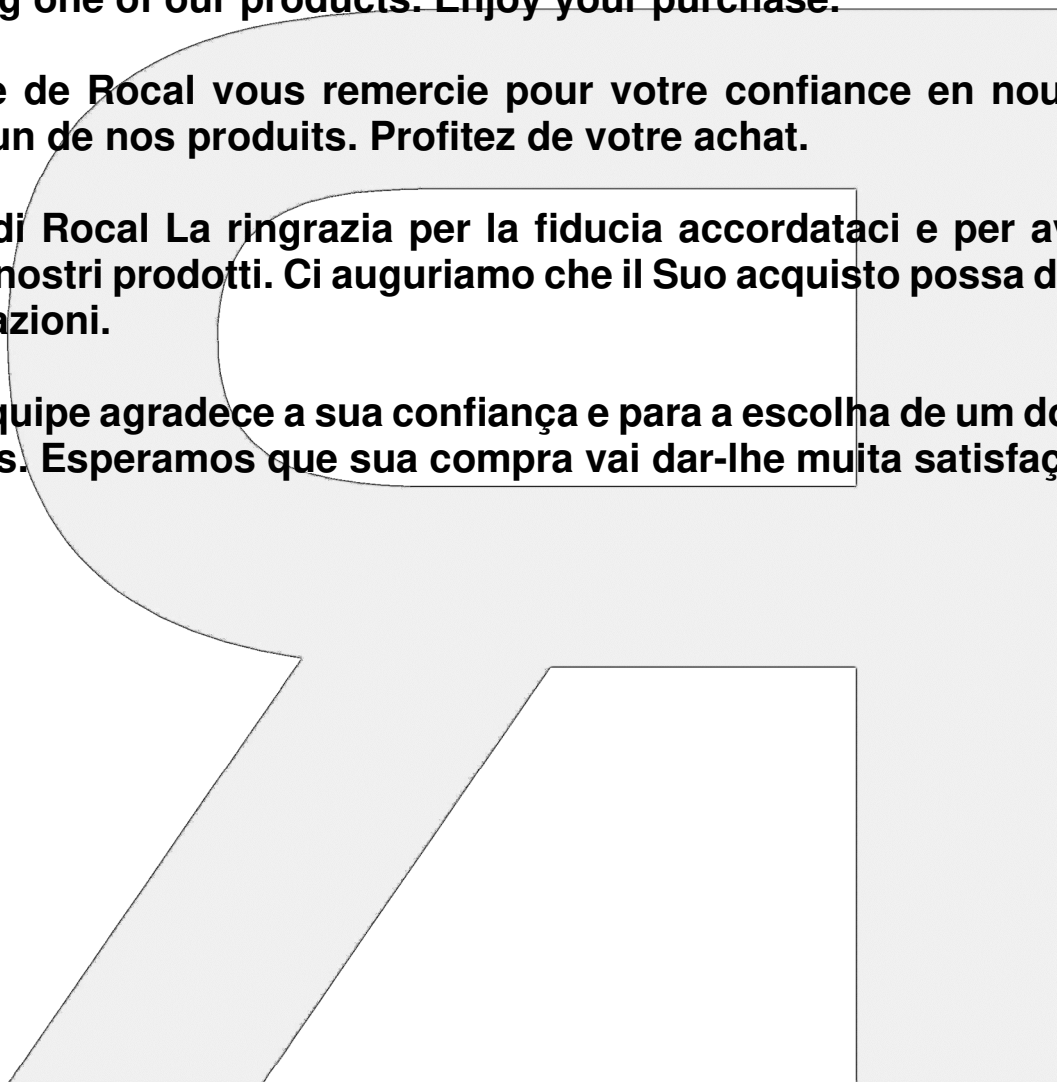 g one of our products. Enjoy your purchase.
e de Rocal vous remercie pour votre confiance en nou
un de nos produits. Profitez de votre achat.
di Rocal La ringrazia per la fiducia accordataci e per av
nostri prodotti. Ci auguriamo che il Suo acquisto possa d
azioni.
quipe agradece a sua confiança e para a escolha de um do
s. Esperamos que sua compra vai dar-lhe muita satisfaç